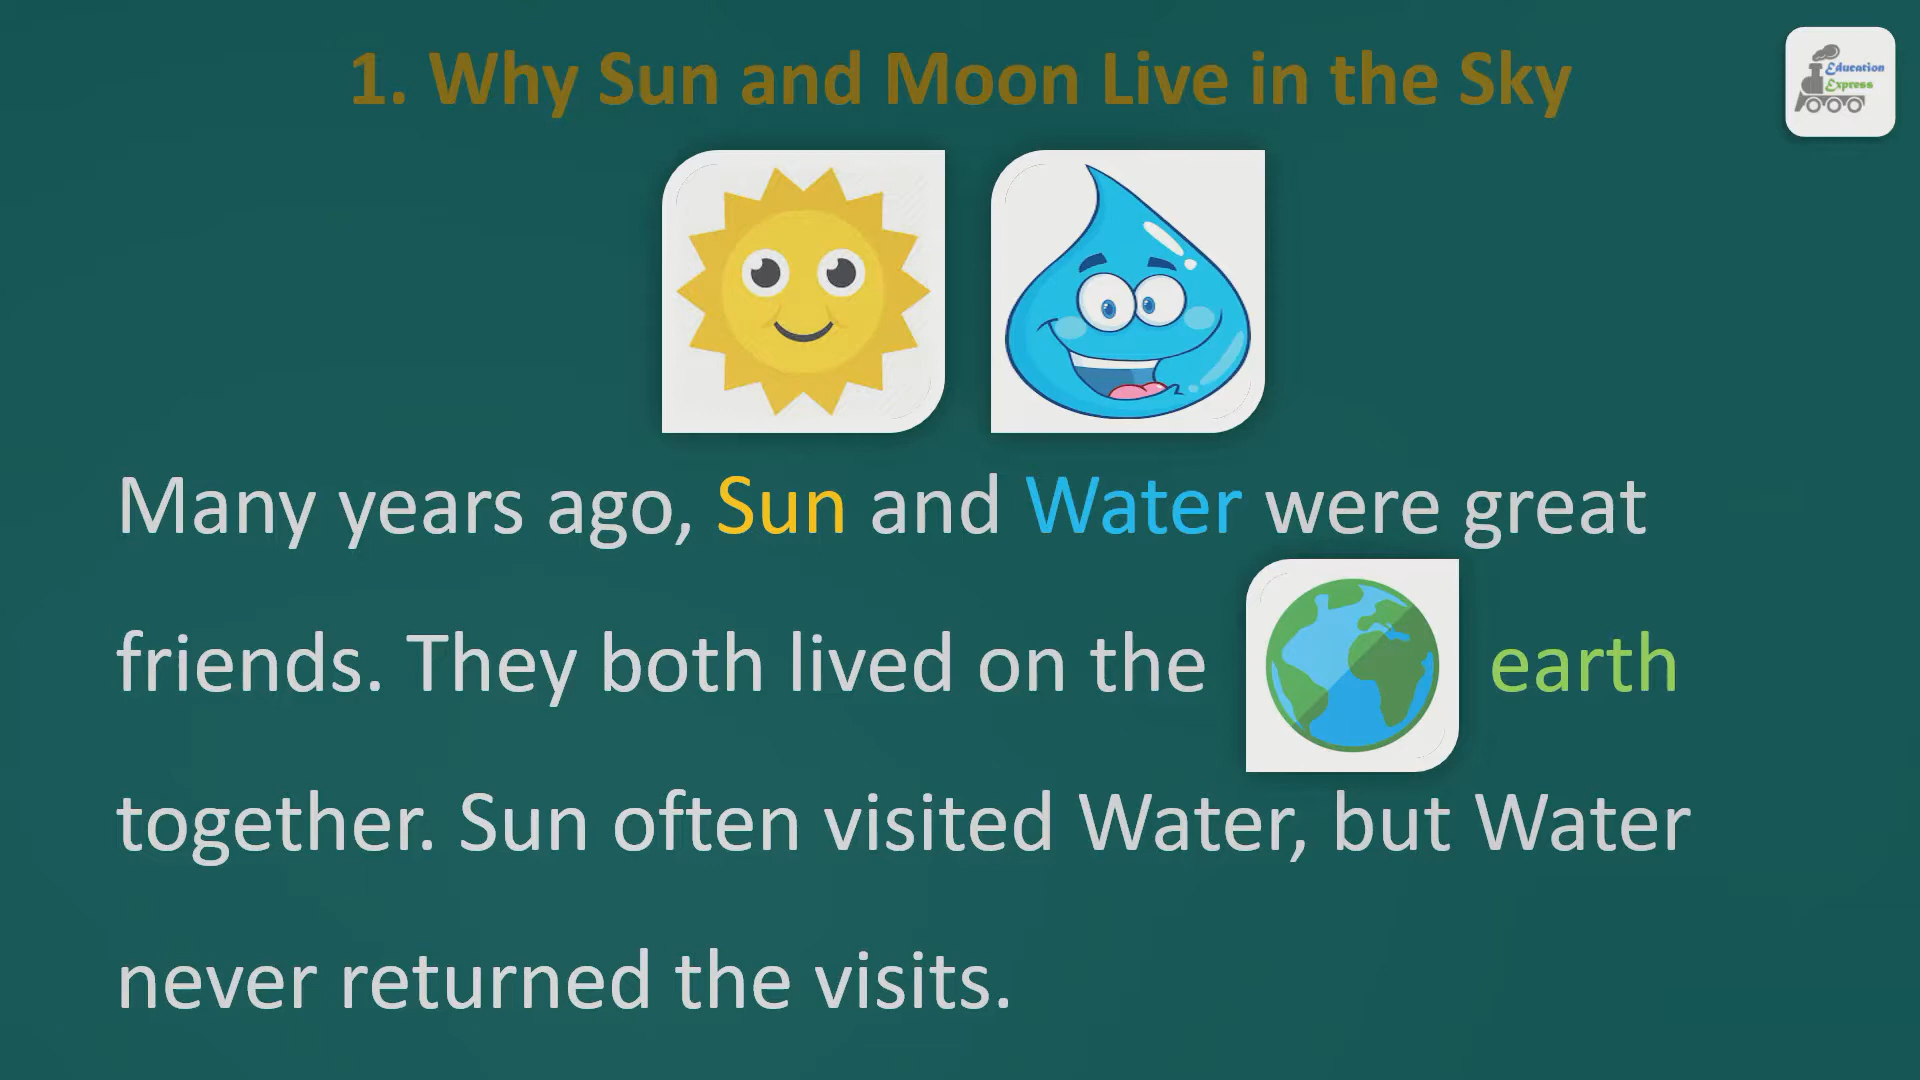 1. Why Sun and Moon Live in the Sky
Education
Express
Many years ago, Sun and Water were great
friends. They both lived on the earth
together. Sun often visited Water, but Water
never returned the visits.